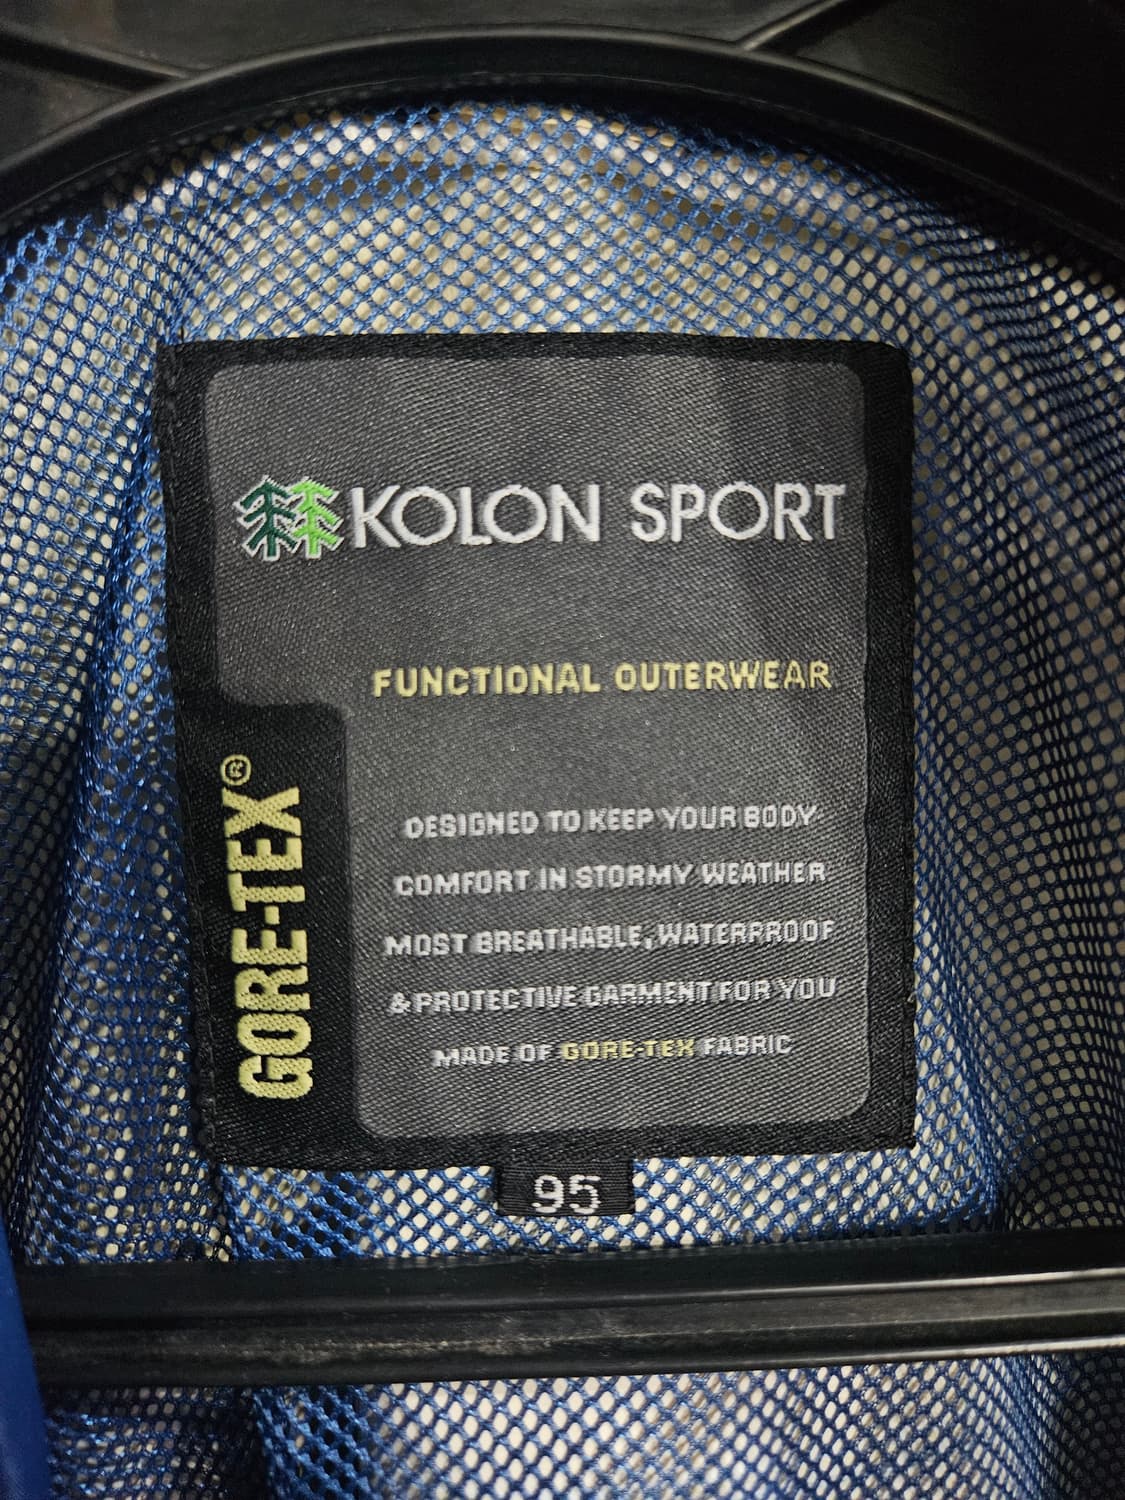 KOLON SPORT
FUNCTIONAL OUTERWEAR
GORE-TEX®
DESIGNED TO KEEP YOUR BODY
COMFORT IN STORMY WEATHER
MOST BREATHABLE, WATERPROOF
& PROTECTIVE GARMENT FOR YOU
MADE OF GORE-TEX FABRIC
95